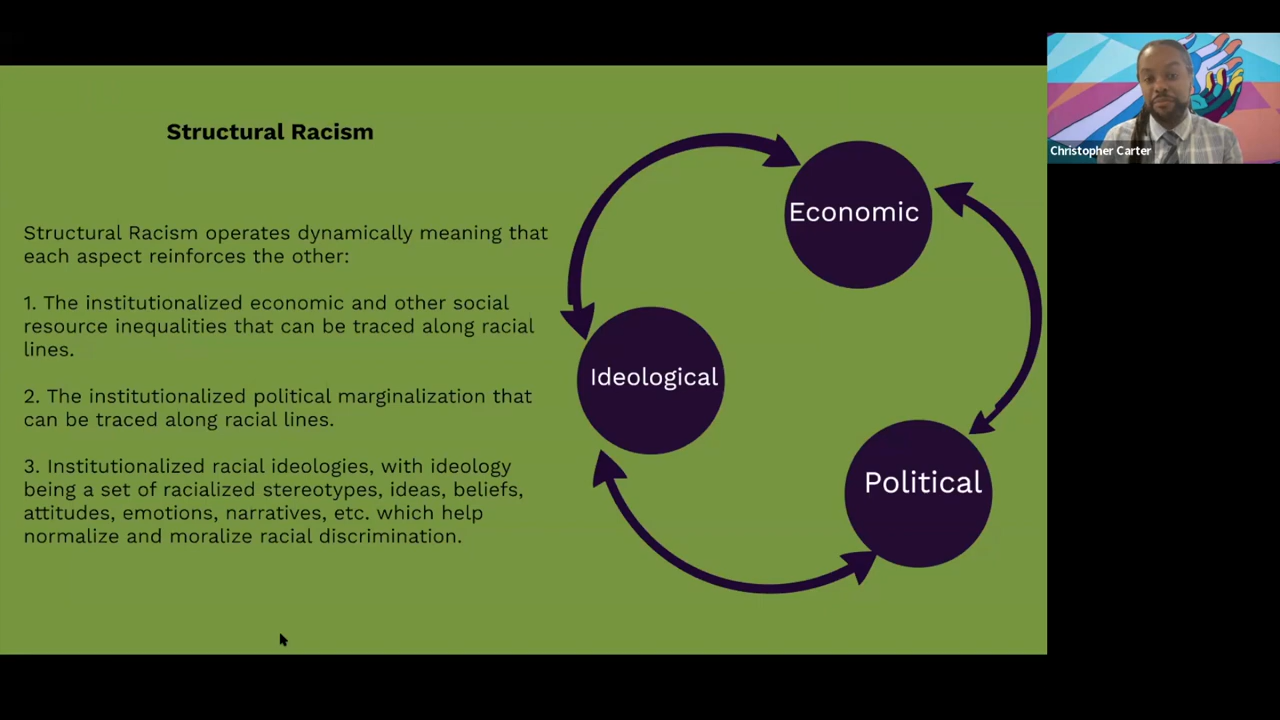 Structural Racism
Structural Racism operates dynamically meaning that
each aspect reinforces the other:
1. The institutionalized economic and other social
resource inequalities that can be traced along racial
lines.
2. The institutionalized political marginalization that
can be traced along racial lines.
3. Institutionalized racial ideologies, with ideology
being a set of racialized stereotypes, ideas, beliefs,
attitudes, emotions, narratives, etc. which help
normalize and moralize racial discrimination.
Economic
Ideological
Political
Christopher Carter